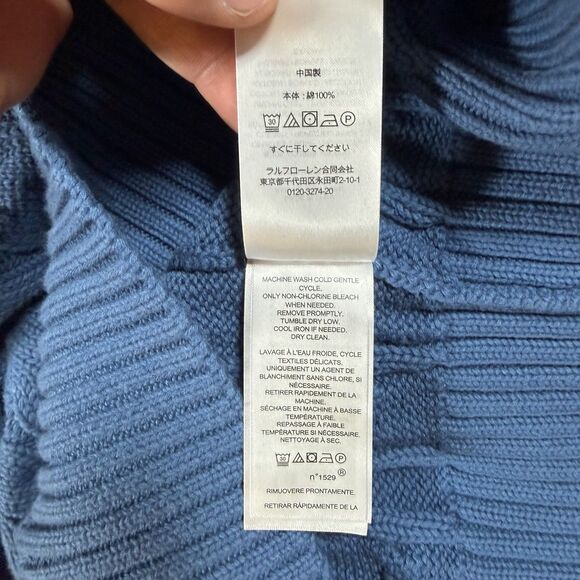 中国製
本体:綿100%
30 P
すぐに干してください
ラルフローレン合同会社
東京都千代田区永田町2-10-1
0120-3274-20
MACHINE WASH COLD GENTLE
CYCLE.
ONLY NON-CHLORINE BLEACH
WHEN NEEDED.
REMOVE PROMPTLY.
TUMBLE DRY LOW.
COOL IRON IF NEEDED.
DRY CLEAN.
LAVAGE À L'EAU FROIDE, CYCLE
TEXTILES DÉLICATS.
UNIQUEMENT UN AGENT DE
BLANCHIMENT SANS CHLORE, SI
NÉCESSAIRE.
RETIRER RAPIDEMENT DE LA
MACHINE.
SÉCHAGE EN MACHINE À BASSE
TEMPÉRATURE.
REPASSAGE À FAIBLE
TEMPÉRATURE SI NÉCESSAIRE.
NETTOYAGE À SEC.
30 P
n°1529 ®
RIMUOVERE PRONTAMENTE.
RETIRAR RÁPIDAMENTE DE LA